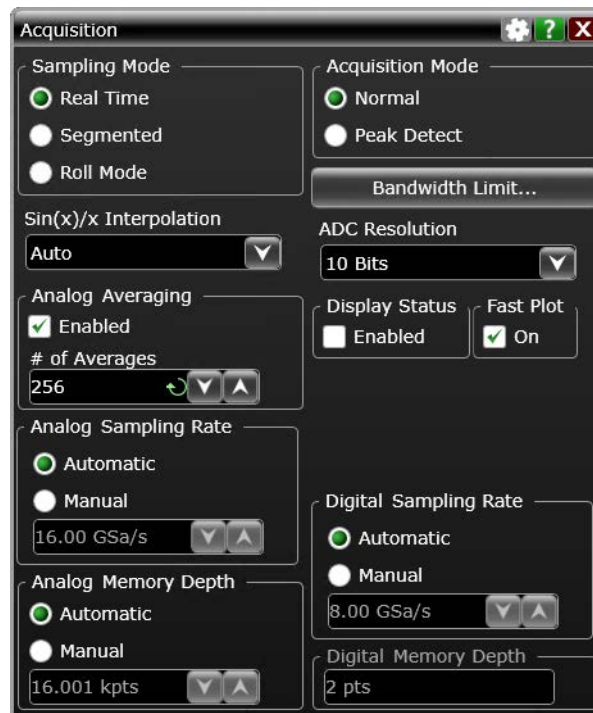 Acquisition
?
X
Sampling Mode
Real Time
Segmented
Roll Mode
Acquisition Mode
Normal
Peak Detect
Bandwidth Limit...
Sin(x)/x Interpolation
Auto
ADC Resolution
10 Bits
Analog Averaging
Enabled
# of Averages
256
Display Status
Enabled
Fast Plot
On
Analog Sampling Rate
Automatic
Manual
16.00 GSa/s
Digital Sampling Rate
Automatic
Manual
8.00 GSa/s
Analog Memory Depth
Automatic
Manual
16.001 kpts
Digital Memory Depth
2 pts